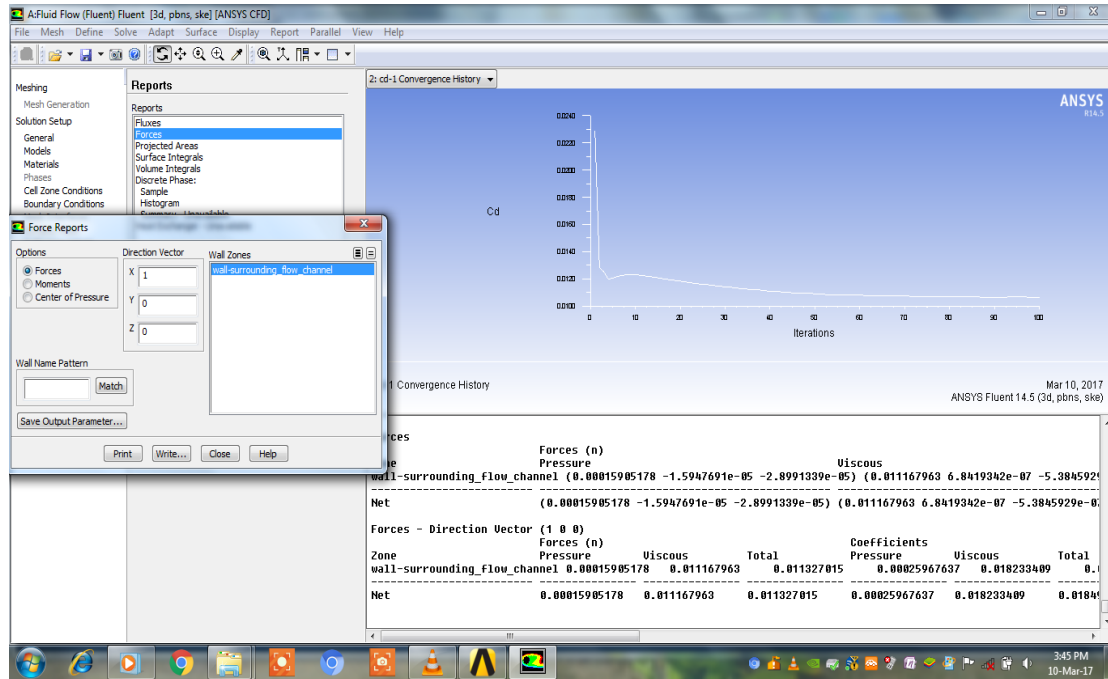 A:Fluid Flow (Fluent) Fluent [3d, pbns, ske] [ANSYS CFD]
File Mesh Define Solve Adapt Surface Display Report Parallel View Help
Meshing
Mesh Generation
Solution Setup
General
Models
Materials
Phases
Cell Zone Conditions
Boundary Conditions
Reports
Reports
Fluxes
Forces
Projected Areas
Surface Integrals
Volume Integrals
Discrete Phase:
Sample
Histogram
2: cd-1 Convergence History
ANSYS
R14.5
0.0240
0.0220
0.0200
0.0180
0.0160
0.0140
0.0120
0.0100
Cd
0 10 20 30 40 50 60 70 80 90 100
Iterations
1 Convergence History
Mar 10, 2017
ANSYS Fluent 14.5 (3d, pbns, ske)
Force Reports
Options
Forces
Moments
Center of Pressure
Direction Vector
X 1
Y 0
Z 0
Wall Zones
wall-surrounding_flow_channel
Wall Name Pattern
Match
Save Output Parameter...
Print Write... Close Help
rces
Forces (n)
Pressure Viscous
wall-surrounding_flow_channel (0.00015905178 -1.5947691e-05 -2.8991339e-05) (0.011167963 6.8419342e-07 -5.3845929
Net (0.00015905178 -1.5947691e-05 -2.8991339e-05) (0.011167963 6.8419342e-07 -5.3845929e-0
Forces - Direction Vector (1 0 0)
Forces (n) Coefficients
Zone Pressure Viscous Total Pressure Viscous Total
wall-surrounding_flow_channel 0.00015905178 0.011167963 0.011327015 0.00025967637 0.018233409 0.
Net 0.00015905178 0.011167963 0.011327015 0.00025967637 0.018233409 0.0184
3:45 PM
10-Mar-17